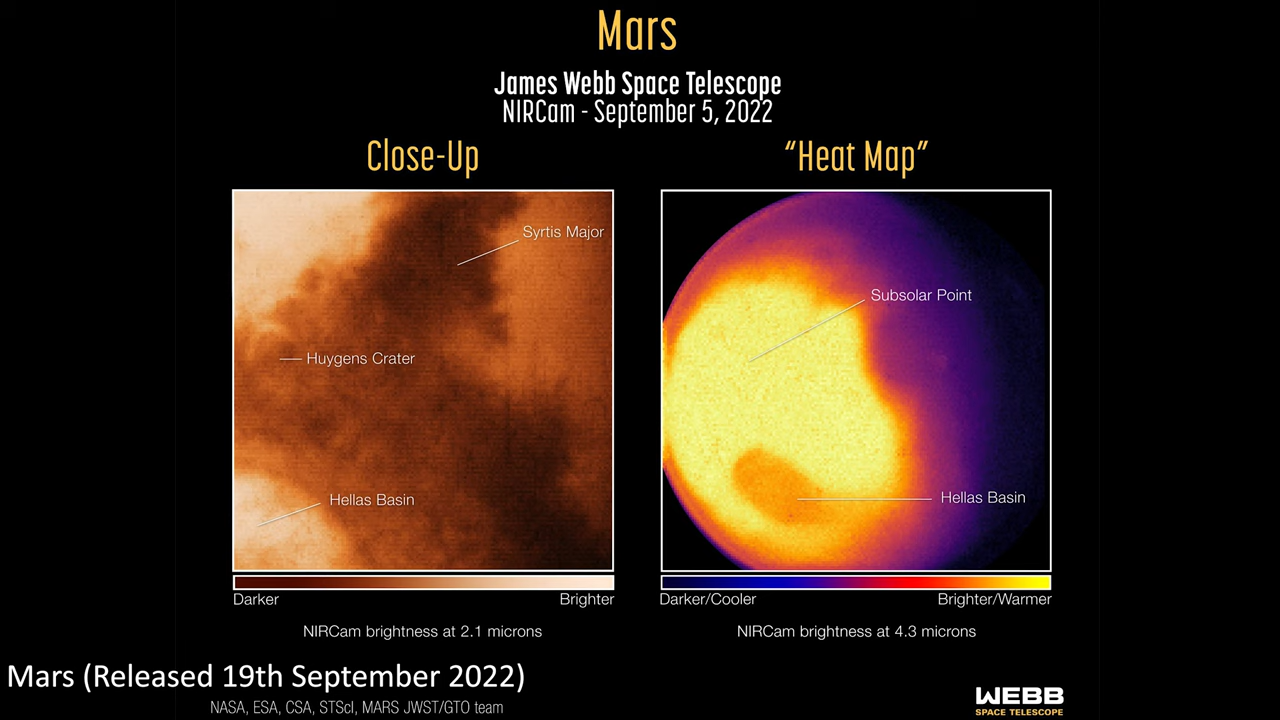 Mars
James Webb Space Telescope
NIRCam - September 5, 2022
Close-Up
Syrtis Major
Huygens Crater
Hellas Basin
Darker
Brighter
NIRCam brightness at 2.1 microns
“Heat Map”
Subsolar Point
Hellas Basin
Darker/Cooler
Brighter/Warmer
NIRCam brightness at 4.3 microns
Mars (Released 19th September 2022)
NASA, ESA, CSA, STScI, MARS JWST/GTO team
WEBB
SPACE TELESCOPE